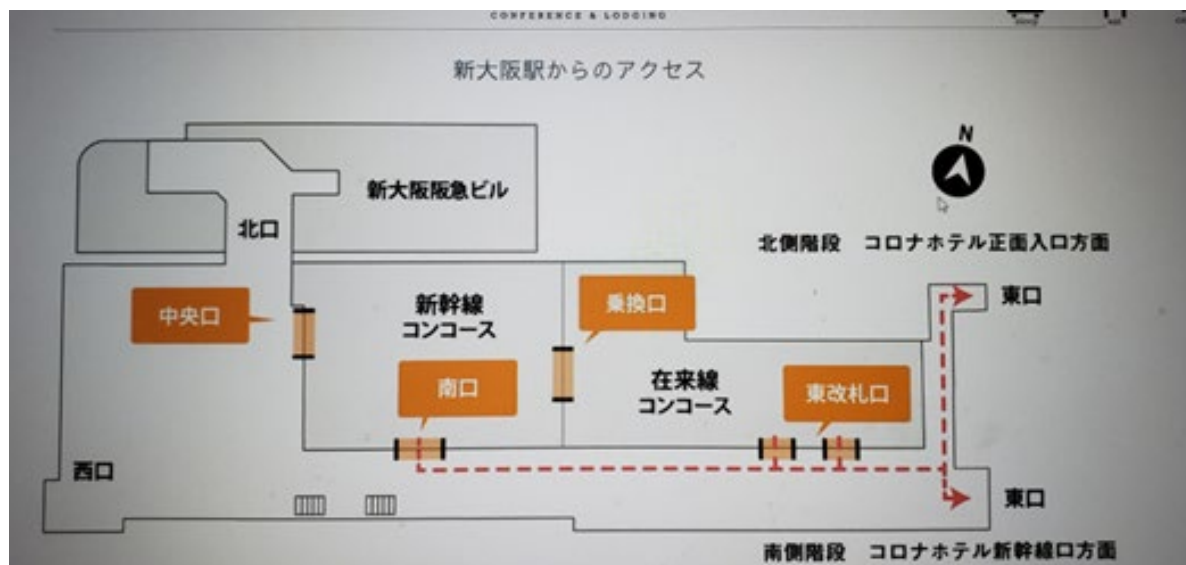 CONFERENCE & LODGING
新大阪駅からのアクセス
N
新大阪阪急ビル
北口
北側階段 コロナホテル正面入口方面
中央口
新幹線
コンコース
乗換口
東口
南口
在来線
コンコース
東改札口
西口
東口
南側階段 コロナホテル新幹線口方面